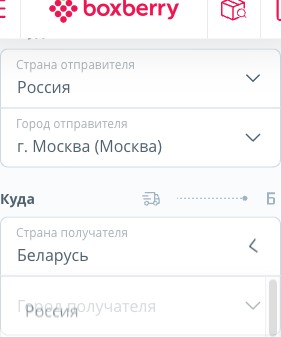 boxberry
Страна отправителя
Россия
Город отправителя
г. Москва (Москва)
Куда
Страна получателя
Беларусь
Город получателя
Россия